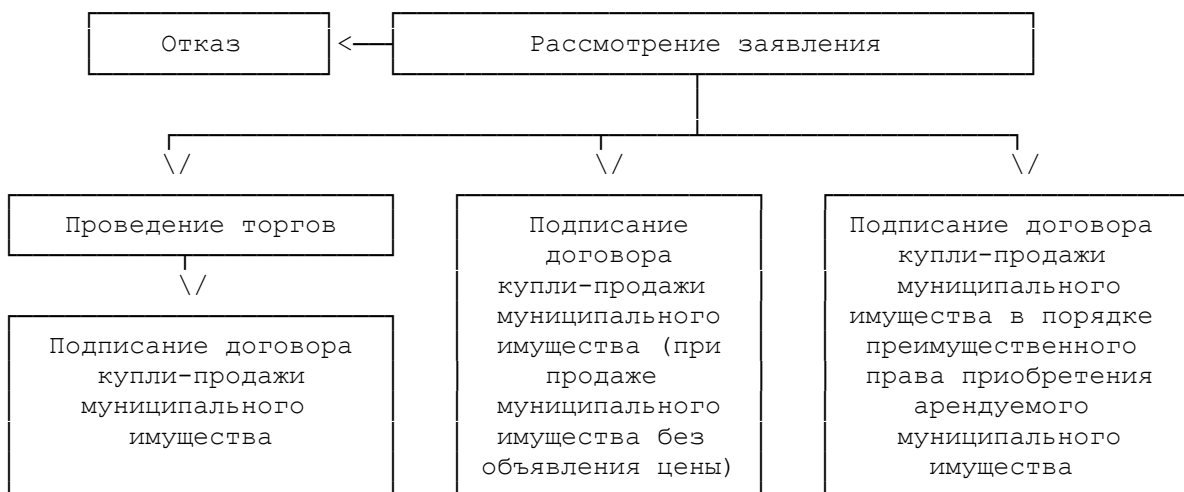 Отказ
Рассмотрение заявления
Проведение торгов
Подписание договора
купли-продажи
муниципального
имущества
Подписание
договора
купли-продажи
муниципального
имущества (при
продаже
муниципального
имущества без
объявления цены)
Подписание договора
купли-продажи
муниципального
имущества в порядке
преимущественного
права приобретения
арендуемого
муниципального
имущества